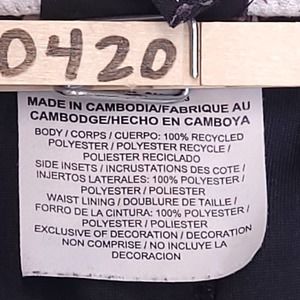 0420
MADE IN CAMBODIA/FABRIQUE AU
CAMBODGE/HECHO EN CAMBOYA
BODY / CORPS / CUERPO: 100% RECYCLED
POLYESTER / POLYESTER RECYCLE /
POLIESTER RECICLADO
SIDE INSETS / INCRUSTATIONS DES COTE /
INJERTOS LATERALES: 100% POLYESTER /
POLYESTER / POLIESTER
WAIST LINING / DOUBLURE DE TAILLE /
FORRO DE LA CINTURA: 100% POLYESTER /
POLYESTER / POLIESTER
EXCLUSIVE OF DECORATION / DECORATION
NON COMPRISE / NO INCLUYE LA
DECORACION